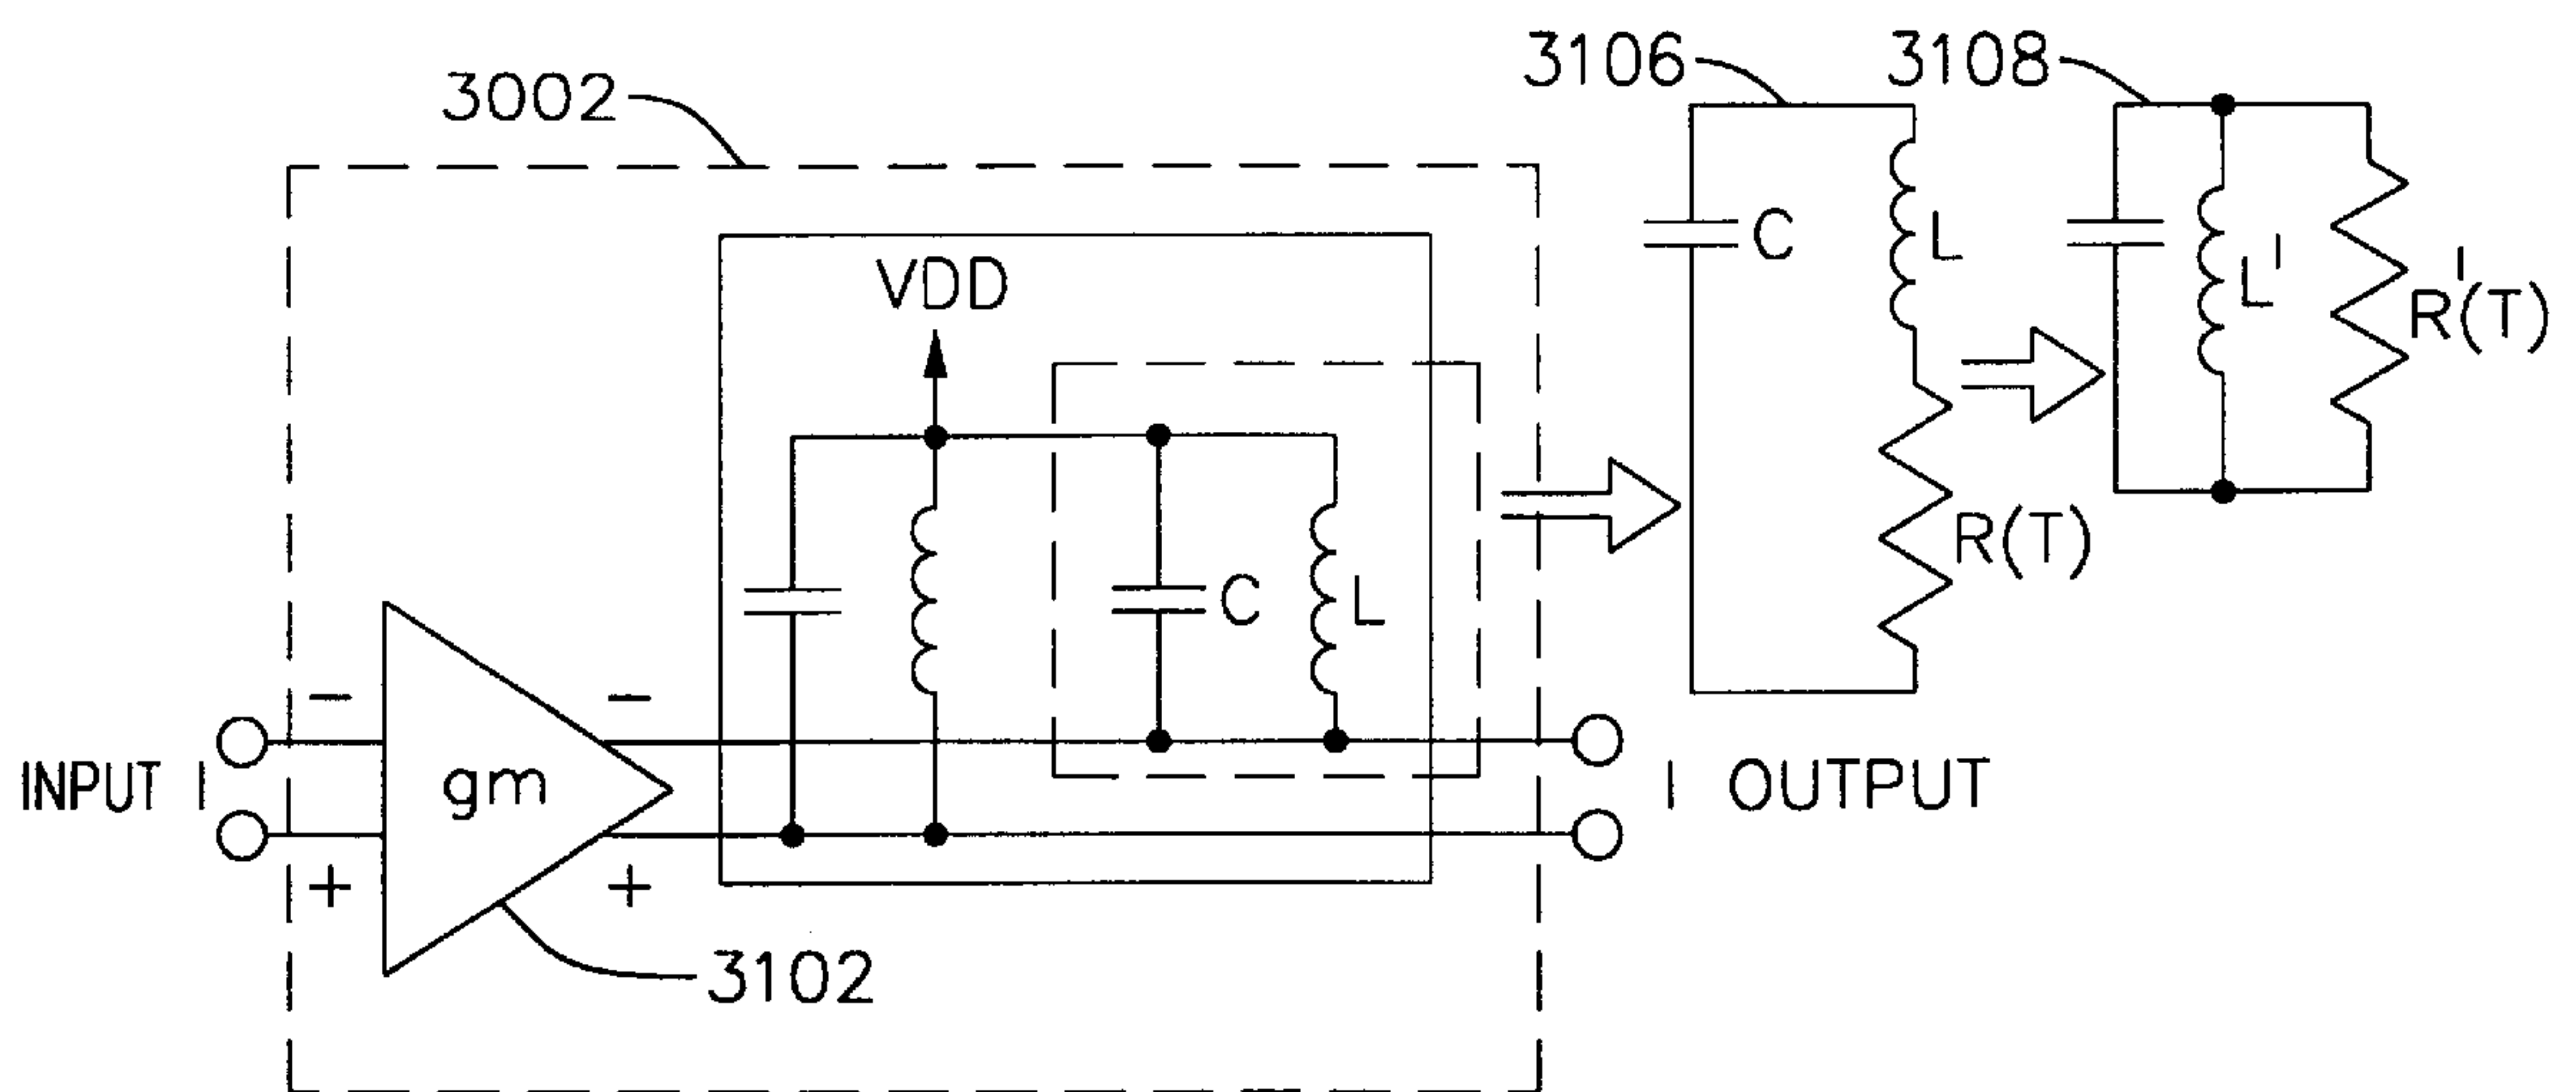 3106
3108
3002
C
L
L'
R'(T)
VDD
R(T)
C
L
-
-
INPUT I
gm
I OUTPUT
+
+
3102